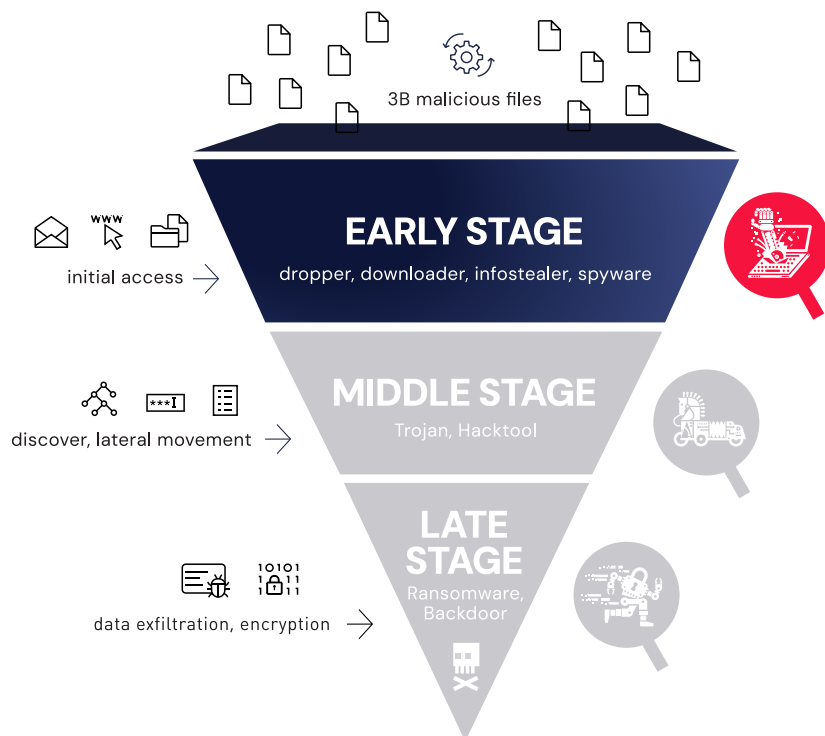 3B malicious files
EARLY STAGE
dropper, downloader, infostealer, spyware
www
initial access
MIDDLE STAGE
Trojan, Hacktool
***I
discover, lateral movement
LATE
STAGE
Ransomware,
Backdoor
10101
01 11
data exfiltration, encryption